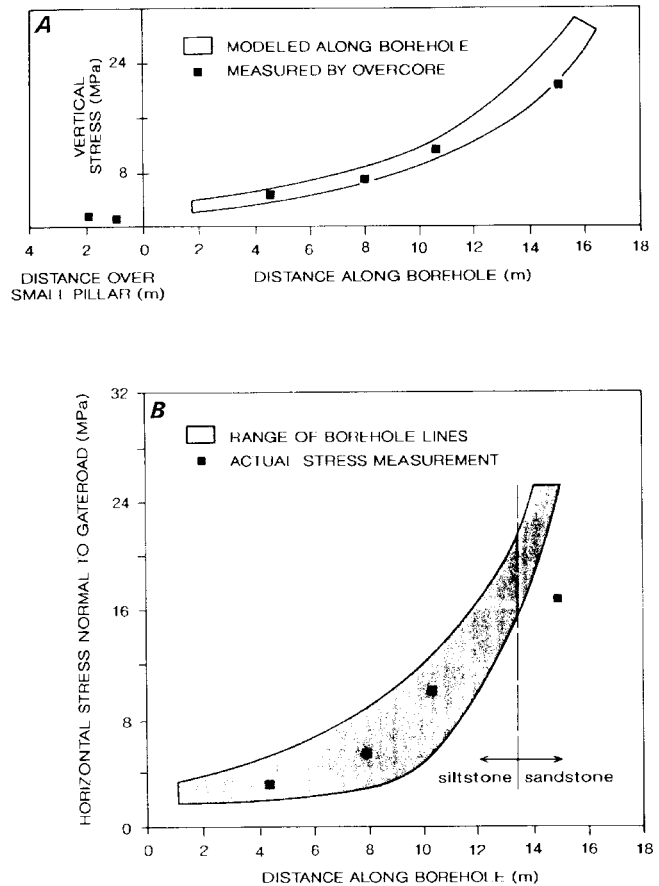 A
MODELED ALONG BOREHOLE
MEASURED BY OVERCORE
VERTICAL
STRESS (MPa)
24
8
4 2 0 2 4 6 8 10 12 14 16 18
DISTANCE OVER
SMALL PILLAR (m)
DISTANCE ALONG BOREHOLE (m)
B
RANGE OF BOREHOLE LINES
ACTUAL STRESS MEASUREMENT
HORIZONTAL STRESS NORMAL TO GATEROAD (MPa)
32
24
16
8
0
siltstone
sandstone
0 2 4 6 8 10 12 14 16 18
DISTANCE ALONG BOREHOLE (m)